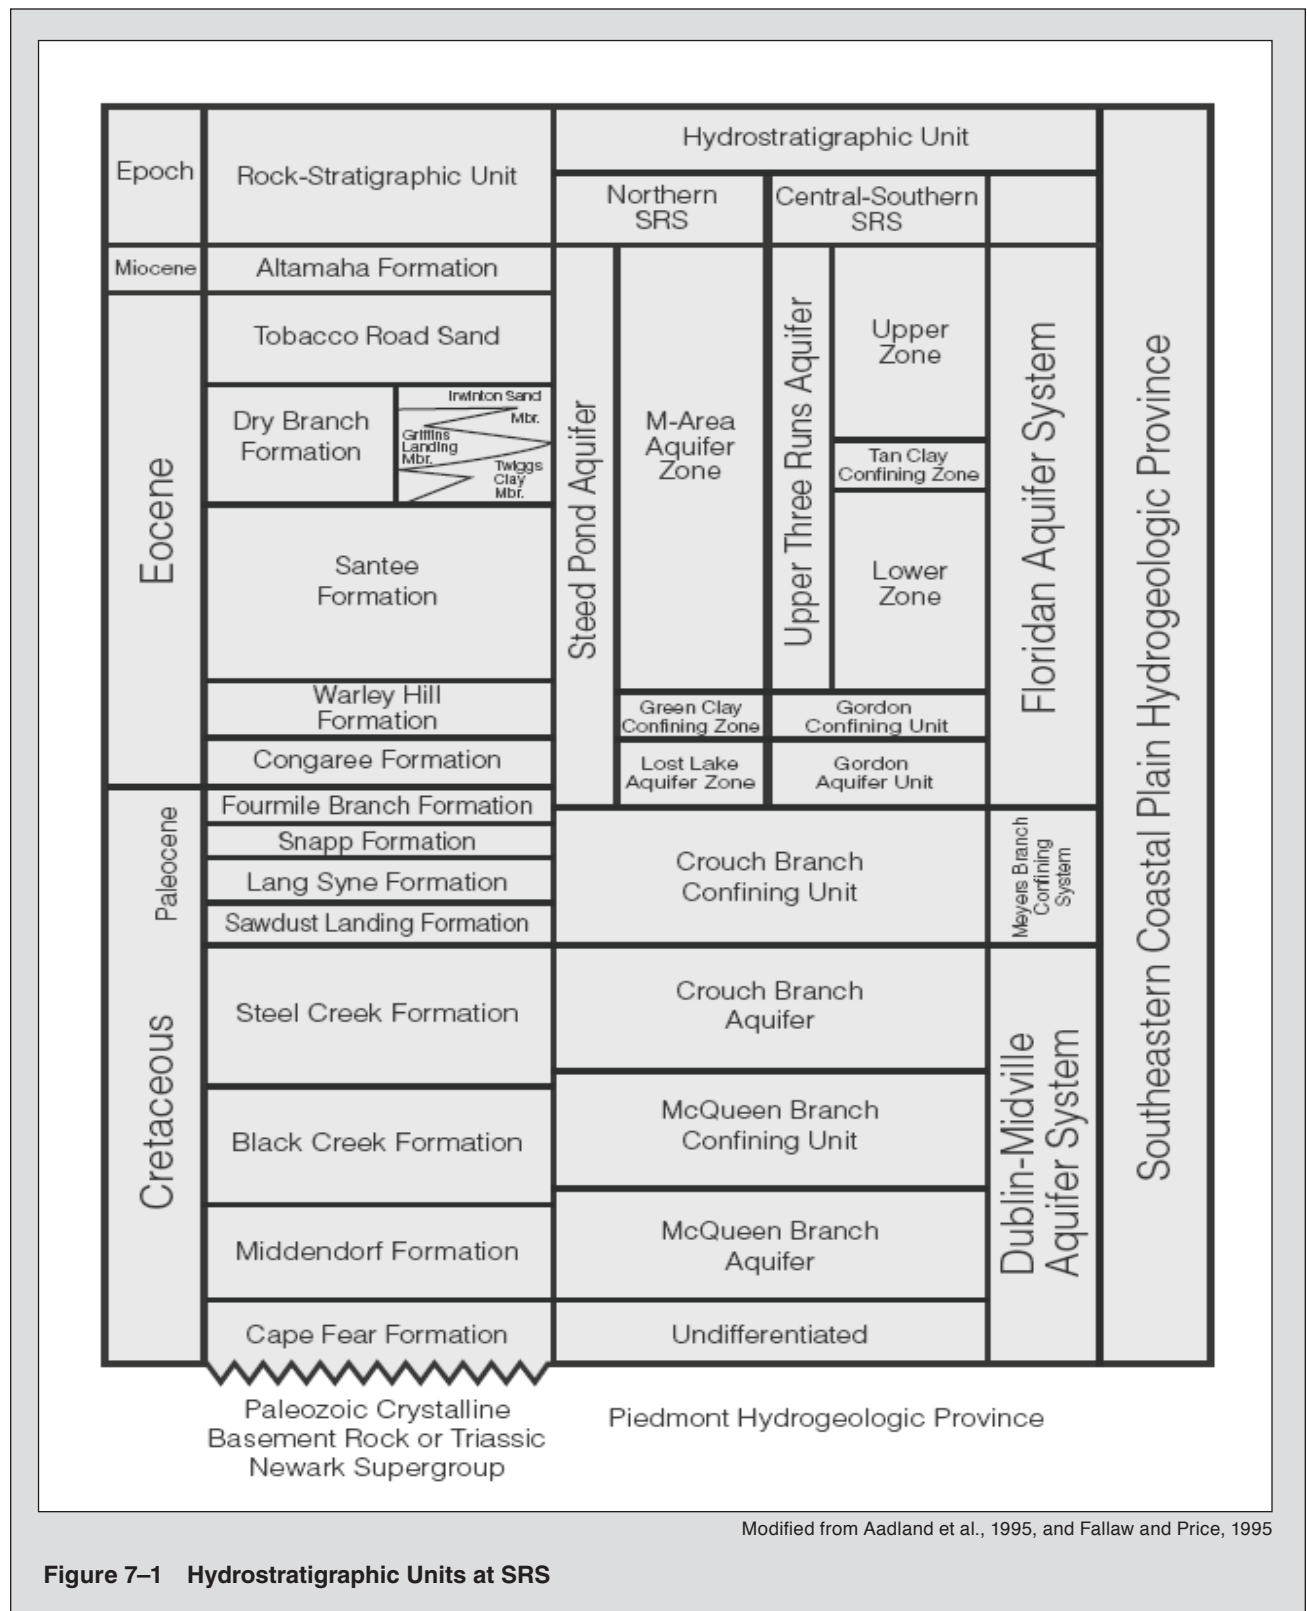 Epoch
Rock-Stratigraphic Unit
Hydrostratigraphic Unit
Northern
SRS
Central-Southern
SRS
Miocene
Altamaha Formation
Eocene
Tobacco Road Sand
Dry Branch
Formation
Irwinton Sand
Mbr.
Griffins
Landing
Mbr.
Twiggs
Clay
Mbr.
Santee
Formation
Warley Hill
Formation
Congaree Formation
Paleocene
Fourmile Branch Formation
Snapp Formation
Lang Syne Formation
Sawdust Landing Formation
Cretaceous
Steel Creek Formation
Black Creek Formation
Middendorf Formation
Cape Fear Formation
Steed Pond Aquifer
M-Area
Aquifer
Zone
Green Clay
Confining Zone
Lost Lake
Aquifer Zone
Upper Three Runs Aquifer
Upper
Zone
Tan Clay
Confining Zone
Lower
Zone
Gordon
Confining Unit
Gordon
Aquifer Unit
Crouch Branch
Confining Unit
Crouch Branch
Aquifer
McQueen Branch
Confining Unit
McQueen Branch
Aquifer
Undifferentiated
Floridan Aquifer System
Meyers Branch
Confining
System
Dublin-Midville
Aquifer System
Southeastern Coastal Plain Hydrogeologic Province
Paleozoic Crystalline
Basement Rock or Triassic
Newark Supergroup
Piedmont Hydrogeologic Province
Modified from Aadland et al., 1995, and Fallaw and Price, 1995
Figure 7–1 Hydrostratigraphic Units at SRS